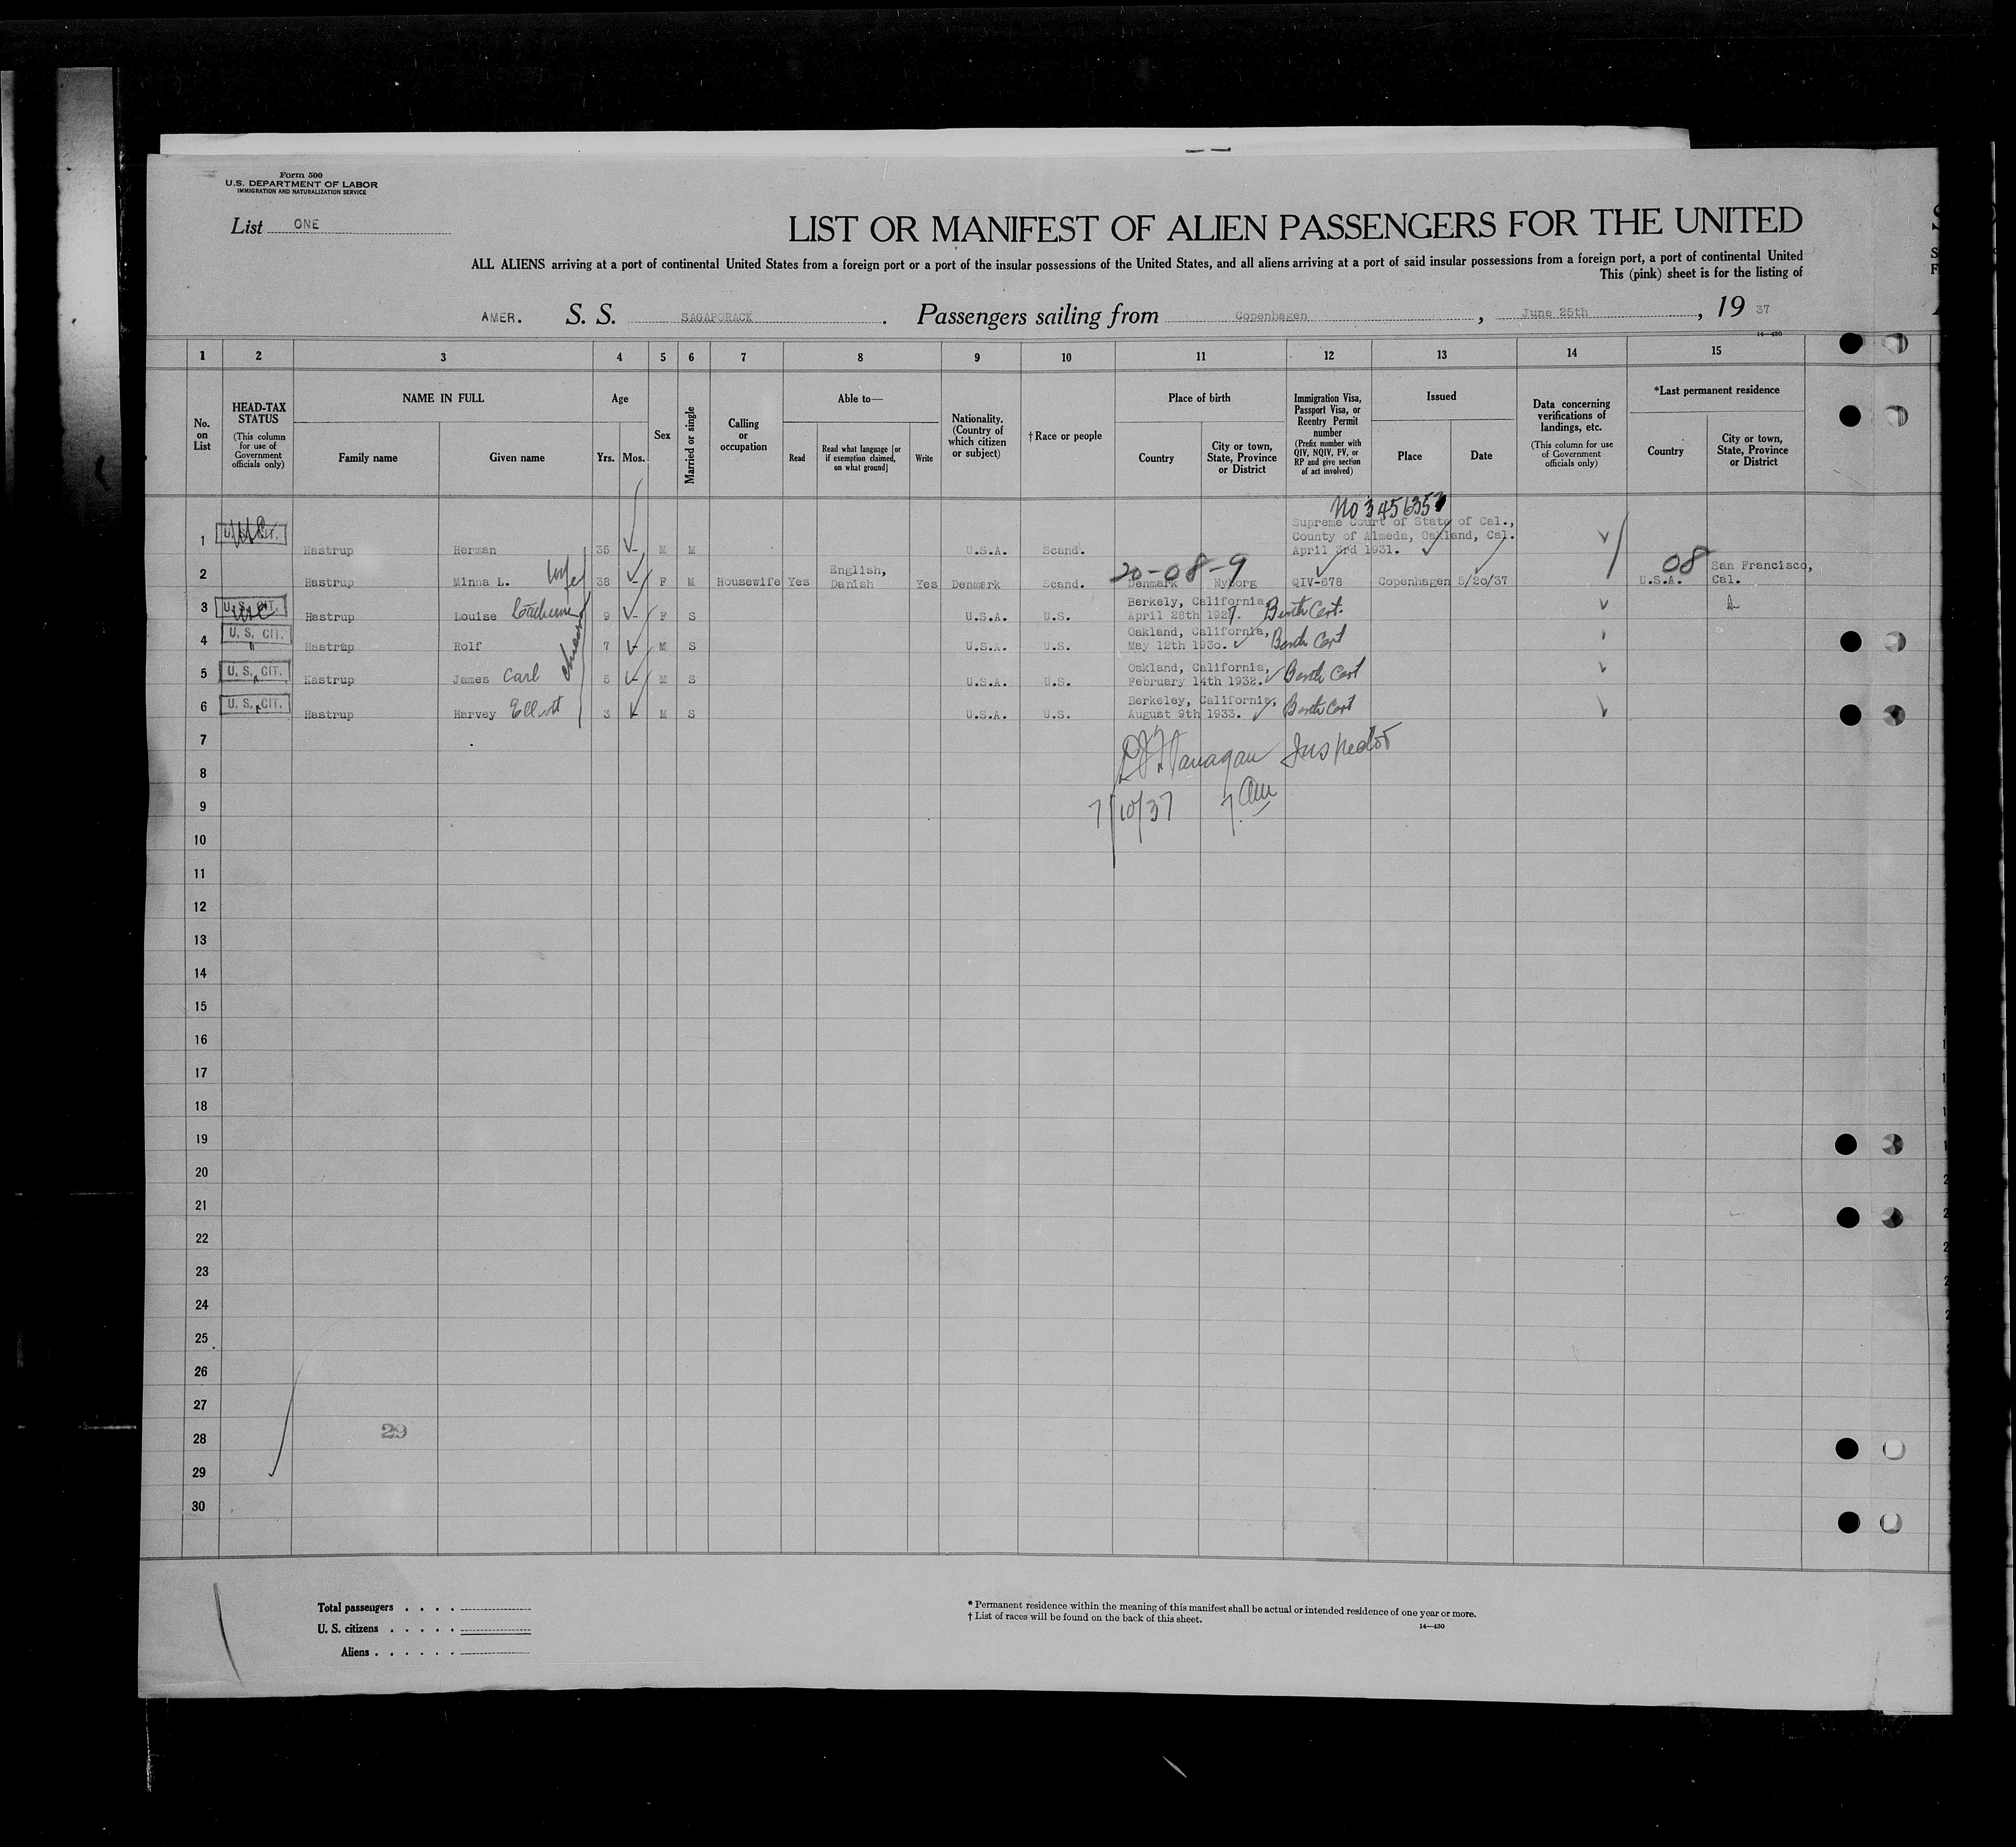 Form 500
U.S. DEPARTMENT OF LABOR
IMMIGRATION AND NATURALIZATION SERVICE
List ONE
LIST OR MANIFEST OF ALIEN PASSENGERS FOR THE UNITED
ALL ALIENS arriving at a port of continental United States from a foreign port or a port of the insular possessions of the United States, and all aliens arriving at a port of said insular possessions from a foreign port, a port of continental United
This (pink) sheet is for the listing of
AMER. S. S. SAGAPORACK. Passengers sailing from Copenhagen, June 25th, 19 37
14—430
1 2 3 4 5 6 7 8 9 10 11 12 13 14 15
No. on List
HEAD-TAX STATUS
(This column for use of Government officials only)
NAME IN FULL
Family name
Given name
Age
Yrs.
Mos.
Sex
Married or single
Calling or occupation
Able to—
Read
Read what language [or if exemption claimed, on what ground]
Write
Nationality. (Country of which citizen or subject)
†Race or people
Place of birth
Country
City or town, State, Province or District
Immigration Visa, Passport Visa, or Reentry Permit number
(Prefix number with QIV, NQIV, PV, or RP and give section of act involved)
Issued
Place
Date
Data concerning verifications of landings, etc.
(This column for use of Government officials only)
*Last permanent residence
Country
City or town, State, Province or District
No 3456357
Supreme Court of State of Cal.,
County of Almeda, Oakland, Cal.
1 U.S. CIT. Hastrup Herman 35 - M M U.S.A. Scand. April 3rd 1931.
20-08-9 08
2 Hastrup Minna L. Wife 38 - F M Housewife Yes English, Danish Yes Denmark Scand. Denmark Nyborg QIV-678 Copenhagen 5/20/37 U.S.A. San Francisco, Cal.
Berkely, California
3 U.S. CIT. Hastrup Louise 9 - F S U.S.A. U.S. April 28th 1927. Birth Cert.
Oakland, California,
4 U.S. CIT. Hastrup Rolf 7 - M S U.S.A. U.S. May 12th 1930. Birth Cert
Oakland, California,
5 U.S. CIT. Hastrup James Carl 5 - M S U.S.A. U.S. February 14th 1932. Birth Cert
Berkeley, California,
6 U.S. CIT. Hastrup Harvey Elliott 3 - M S U.S.A. U.S. August 9th 1933. Birth Cert
7
Flanagan Inspector
8
9
7/10/37 7 am
10
11
12
13
14
15
16
17
18
19
20
21
22
23
24
25
26
27
28
29
29
30
Total passengers
U. S. citizens
Aliens
* Permanent residence within the meaning of this manifest shall be actual or intended residence of one year or more.
† List of races will be found on the back of this sheet.
14—430